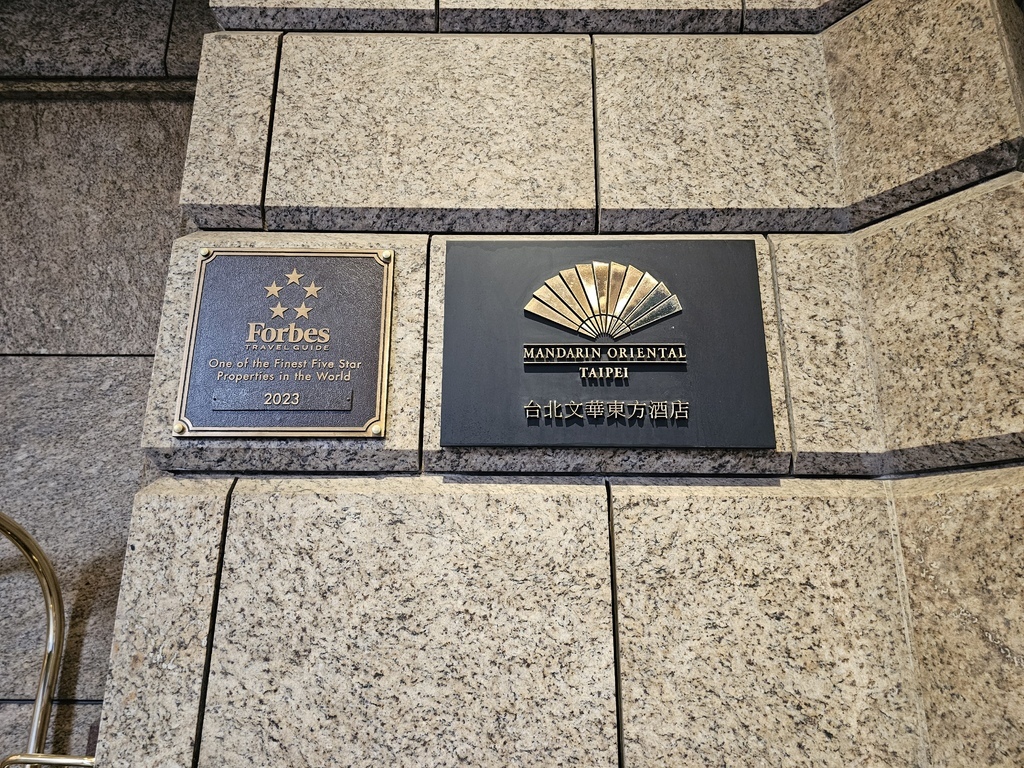 Forbes
TRAVEL GUIDE
One of the Finest Five Star
Properties in the World
2023
MANDARIN ORIENTAL
TAIPEI
台北文華東方酒店